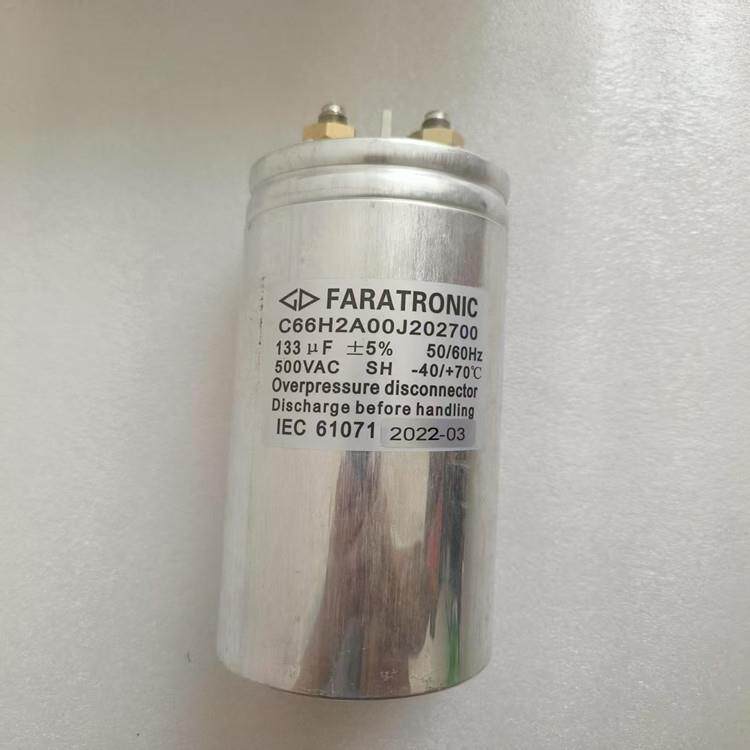 FARATRONIC
C66H2A00J202700
133 µF ±5% 50/60Hz
500VAC SH -40/+70℃
Overpressure disconnector
Discharge before handling
IEC 61071 2022-03